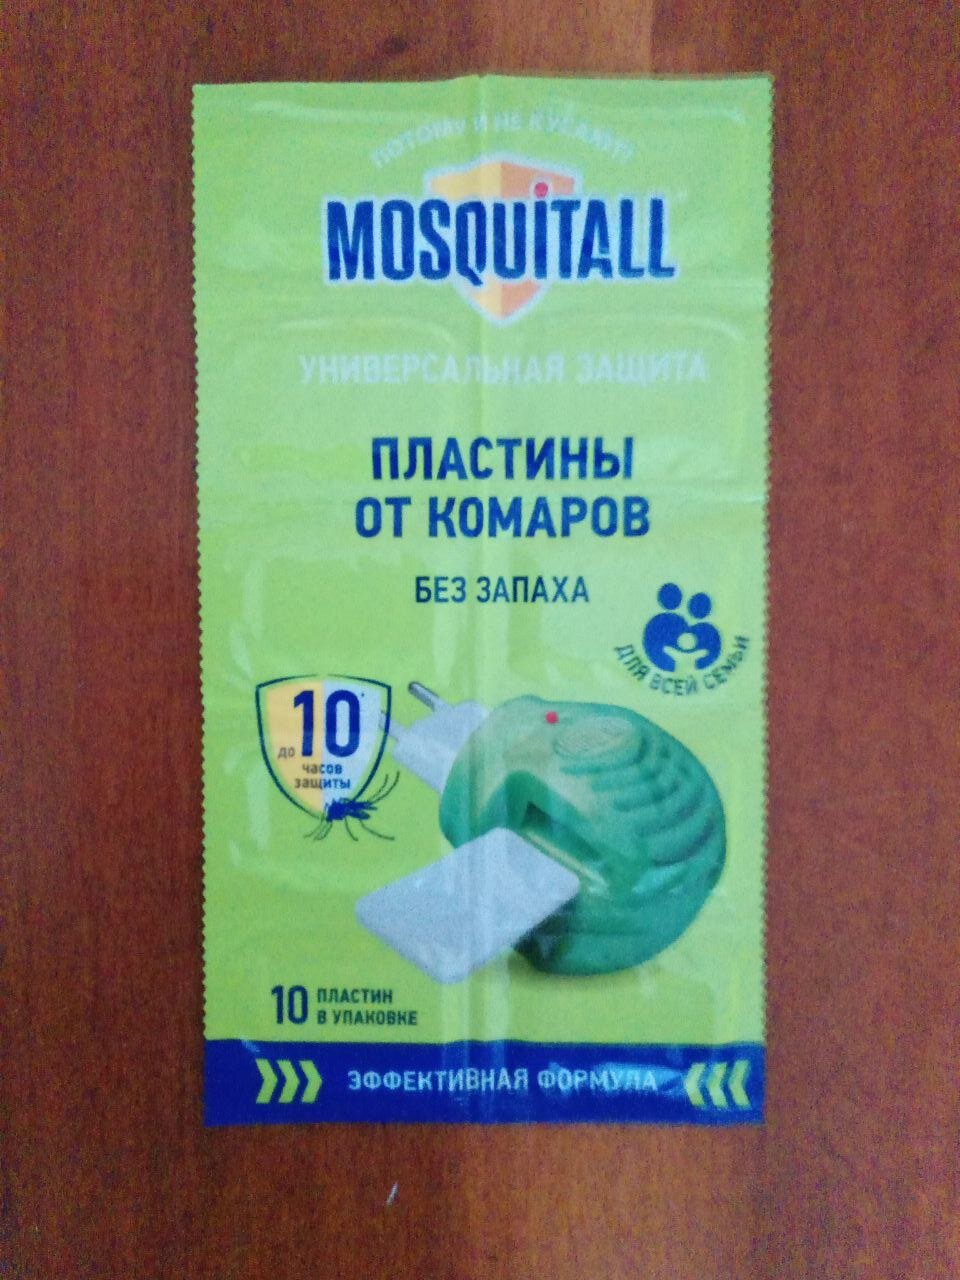 ПОТОМУ И НЕ КУСАЮТ!
MOSQUITALL
УНИВЕРСАЛЬНАЯ ЗАЩИТА
ПЛАСТИНЫ
ОТ КОМАРОВ
БЕЗ ЗАПАХА
ДЛЯ ВСЕЙ СЕМЬИ
до 10*
часов
защиты
10 ПЛАСТИН
В УПАКОВКЕ
ЭФФЕКТИВНАЯ ФОРМУЛА